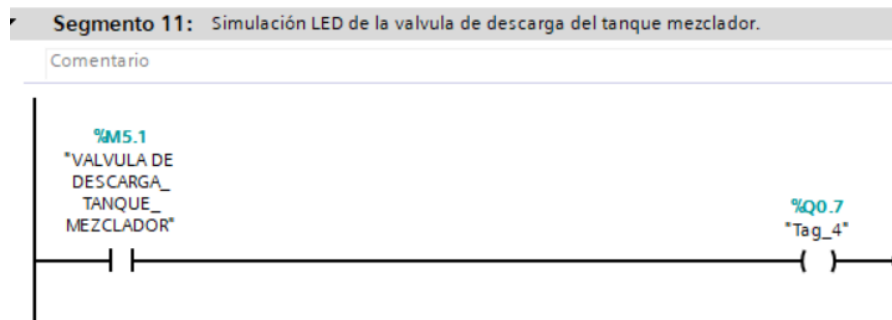 Segmento 11: Simulación LED de la valvula de descarga del tanque mezclador.
Comentario
%M5.1
"VALVULA DE
DESCARGA_
TANQUE_
MEZCLADOR"
%Q0.7
"Tag_4"